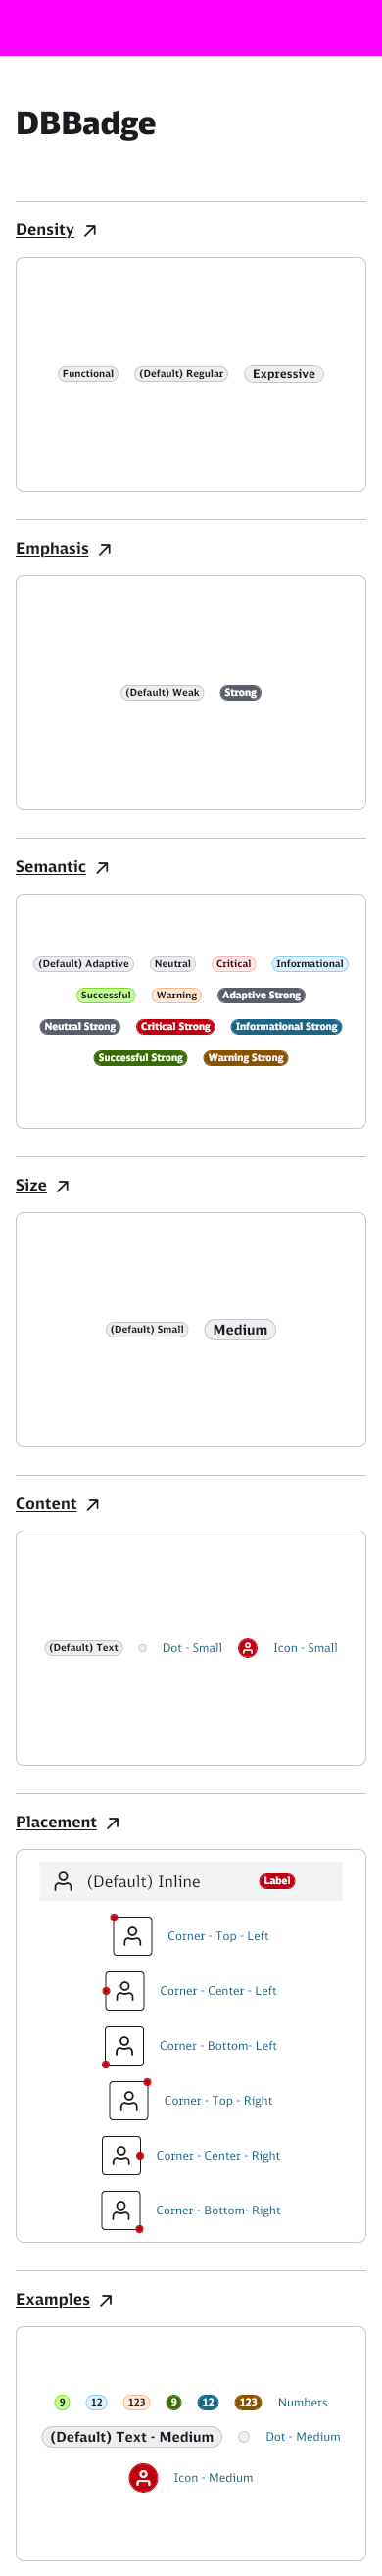 DBBadge
Density
Functional (Default) Regular Expressive
Emphasis
(Default) Weak Strong
Semantic
(Default) Adaptive Neutral Critical Informational
Successful Warning Adaptive Strong
Neutral Strong Critical Strong Informational Strong
Successful Strong Warning Strong
Size
(Default) Small Medium
Content
(Default) Text Dot - Small Icon - Small
Placement
(Default) Inline Label
Corner - Top - Left
Corner - Center - Left
Corner - Bottom- Left
Corner - Top - Right
Corner - Center - Right
Corner - Bottom- Right
Examples
9 12 123 9 12 123 Numbers
(Default) Text - Medium Dot - Medium
Icon - Medium